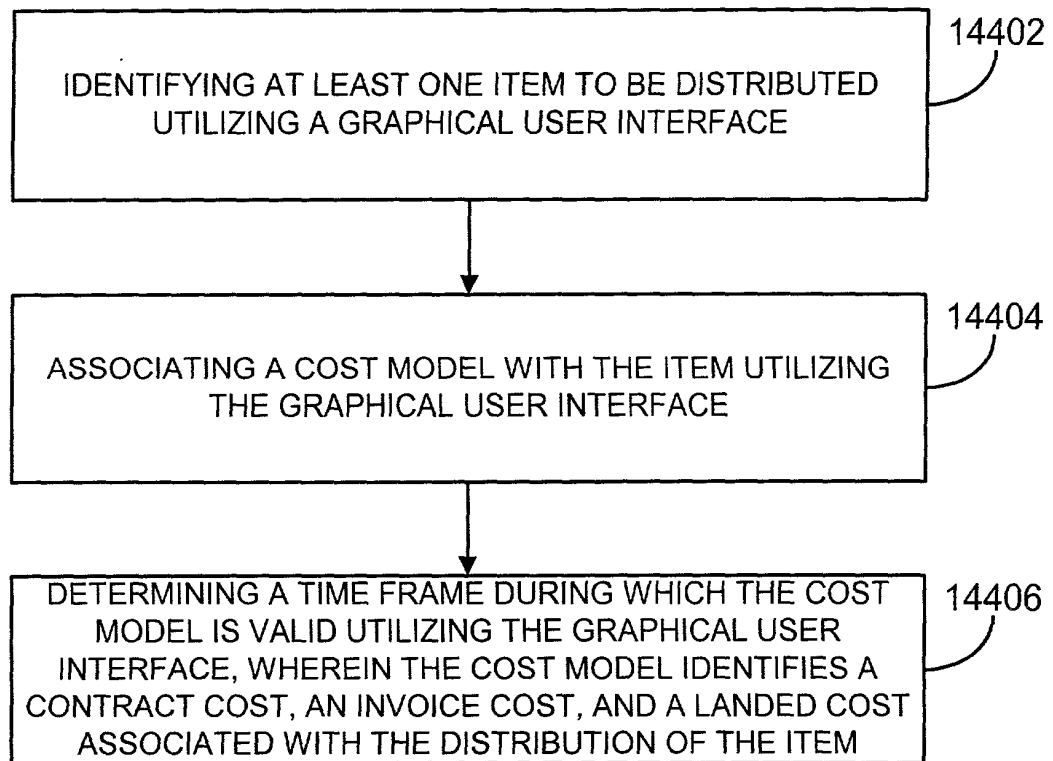 14402
IDENTIFYING AT LEAST ONE ITEM TO BE DISTRIBUTED
UTILIZING A GRAPHICAL USER INTERFACE
14404
ASSOCIATING A COST MODEL WITH THE ITEM UTILIZING
THE GRAPHICAL USER INTERFACE
14406
DETERMINING A TIME FRAME DURING WHICH THE COST
MODEL IS VALID UTILIZING THE GRAPHICAL USER
INTERFACE, WHEREIN THE COST MODEL IDENTIFIES A
CONTRACT COST, AN INVOICE COST, AND A LANDED COST
ASSOCIATED WITH THE DISTRIBUTION OF THE ITEM